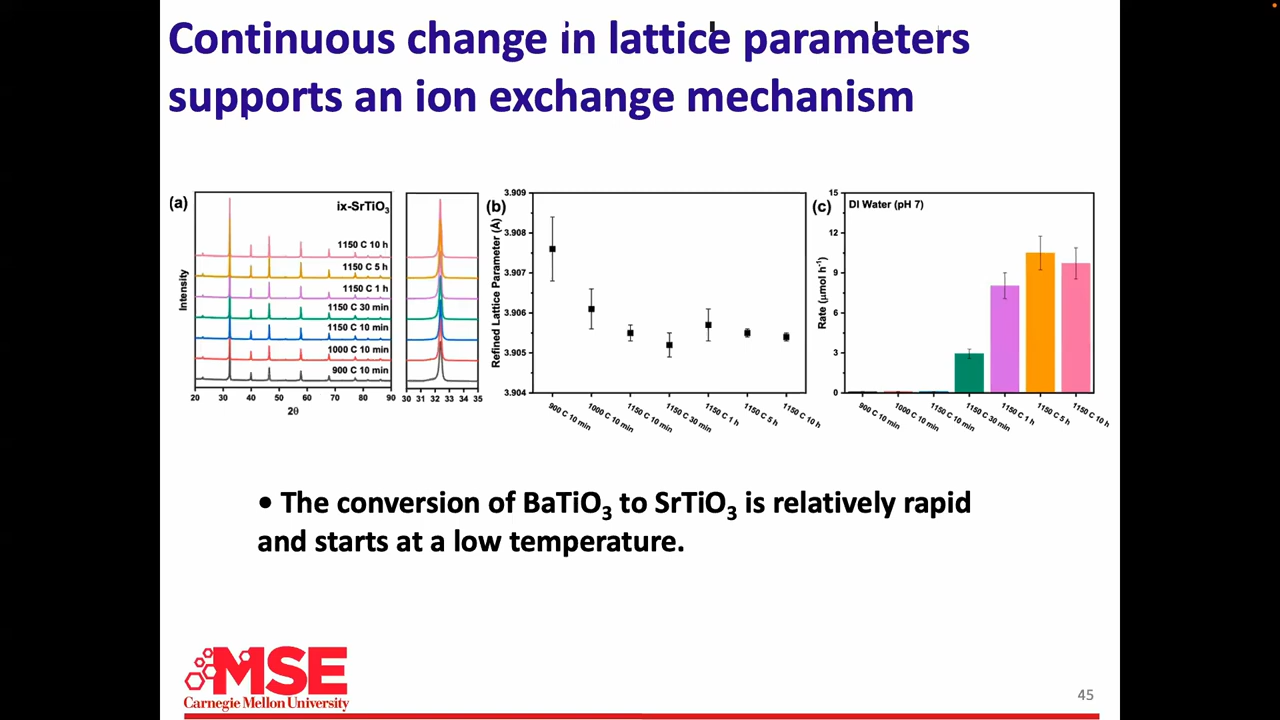 Continuous change in lattice parameters
supports an ion exchange mechanism
(a)
ix-SrTiO₃
1150 C 10 h
1150 C 5 h
1150 C 1 h
1150 C 30 min
1150 C 10 min
1000 C 10 min
900 C 10 min
Intensity
20 30 40 50 60 70 80 90
2θ
30 31 32 33 34 35
(b)
Refined Lattice Parameter (Å)
3.909
3.908
3.907
3.906
3.905
3.904
900 C 10 min
1000 C 10 min
1150 C 10 min
1150 C 30 min
1150 C 1 h
1150 C 5 h
1150 C 10 h
(c)
DI Water (pH 7)
Rate (μmol h⁻¹)
15
12
9
6
3
0
900 C 10 min
1000 C 10 min
1150 C 10 min
1150 C 30 min
1150 C 1 h
1150 C 5 h
1150 C 10 h
• The conversion of BaTiO₃ to SrTiO₃ is relatively rapid
and starts at a low temperature.
MSE
Carnegie Mellon University
45